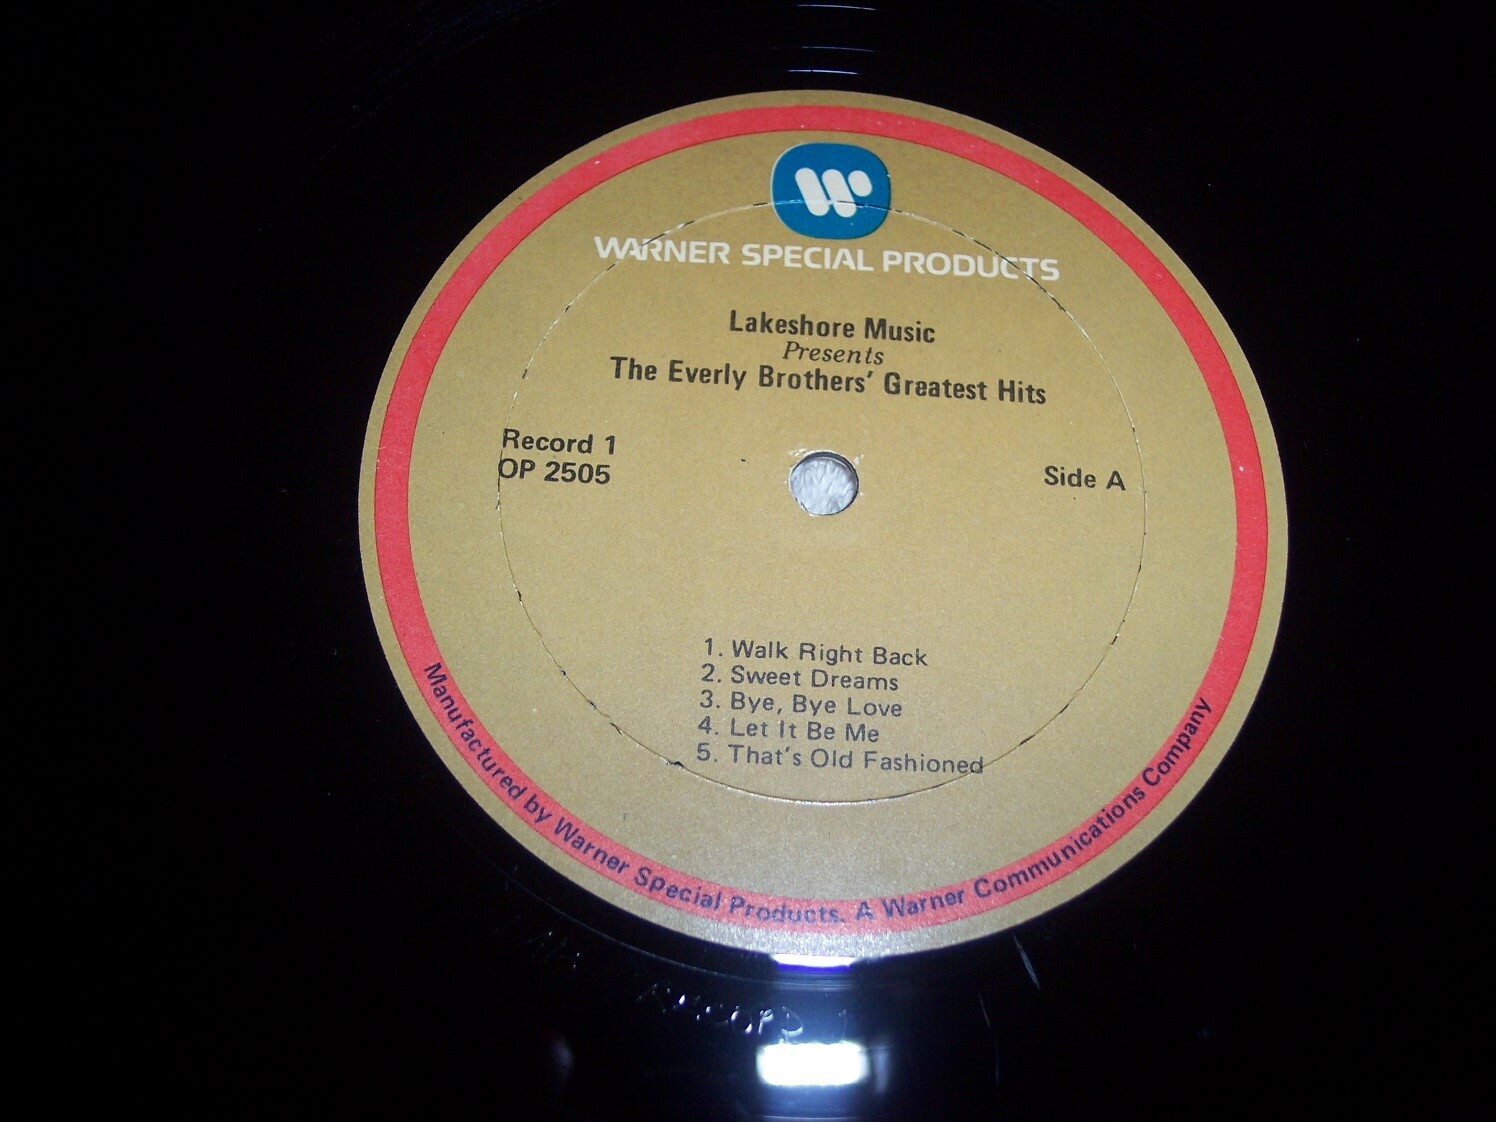 WARNER SPECIAL PRODUCTS
Lakeshore Music
Presents
The Everly Brothers' Greatest Hits
Record 1
OP 2505
Side A
1. Walk Right Back
2. Sweet Dreams
3. Bye, Bye Love
4. Let It Be Me
5. That's Old Fashioned
Manufactured by Warner Special Products. A Warner Communications Company